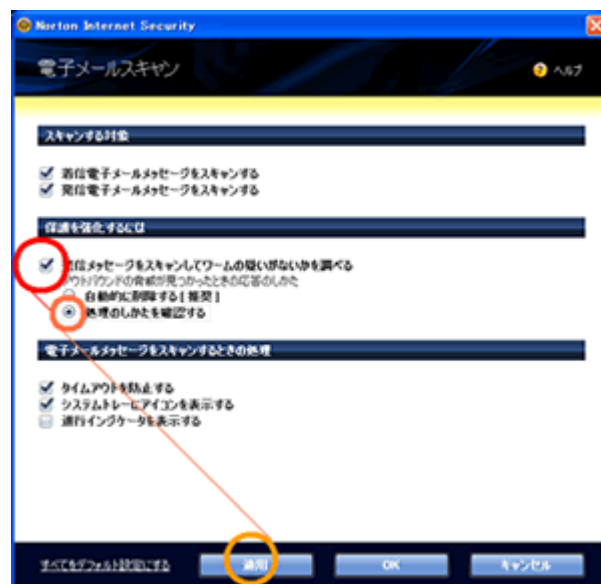 Norton Internet Security
電子メールスキャン
ヘルプ
スキャンする対象
着信電子メールメッセージをスキャンする
発信電子メールメッセージをスキャンする
保護を強化するには
発信メッセージをスキャンしてワームの疑いがないかを調べる
アウトバウンドの脅威が見つかったときの応答のしかた
自動的に削除する[推奨]
処理のしかたを確認する
電子メールメッセージをスキャンするときの処理
タイムアウトを防止する
システムトレーにアイコンを表示する
進行インジケータを表示する
すべてをデフォルト設定にする
適用
OK
キャンセル